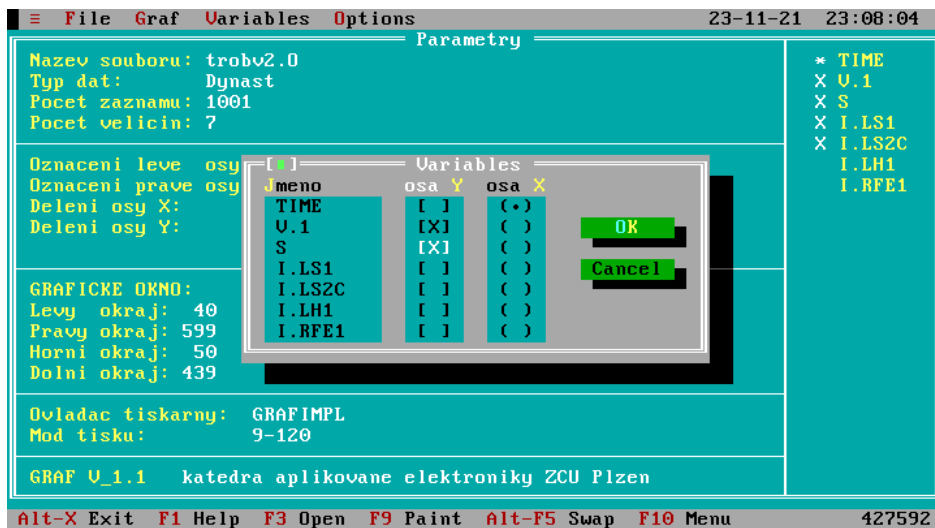 ≡ File Graf Variables Options 23-11-21 23:08:04
Parametry
Nazev souboru: trobv2.0
Typ dat: Dynast
Pocet zaznamu: 1001
Pocet velicin: 7
* TIME
X V.1
X S
X I.LS1
X I.LS2C
I.LH1
I.RFE1
Oznaceni leve osy
Oznaceni prave osy
Deleni osy X:
Deleni osy Y:
[▪] Variables
Jmeno osa Y osa X
TIME [ ] (•)
V.1 [X] ( )
S [X] ( )
I.LS1 [ ] ( )
I.LS2C [ ] ( )
I.LH1 [ ] ( )
I.RFE1 [ ] ( )
OK
Cancel
GRAFICKE OKNO:
Levy okraj: 40
Pravy okraj: 599
Horni okraj: 50
Dolni okraj: 439
Ovladac tiskarny: GRAFIMPL
Mod tisku: 9-120
GRAF V_1.1 katedra aplikovane elektroniky ZCU Plzen
Alt-X Exit F1 Help F3 Open F9 Paint Alt-F5 Swap F10 Menu 427592